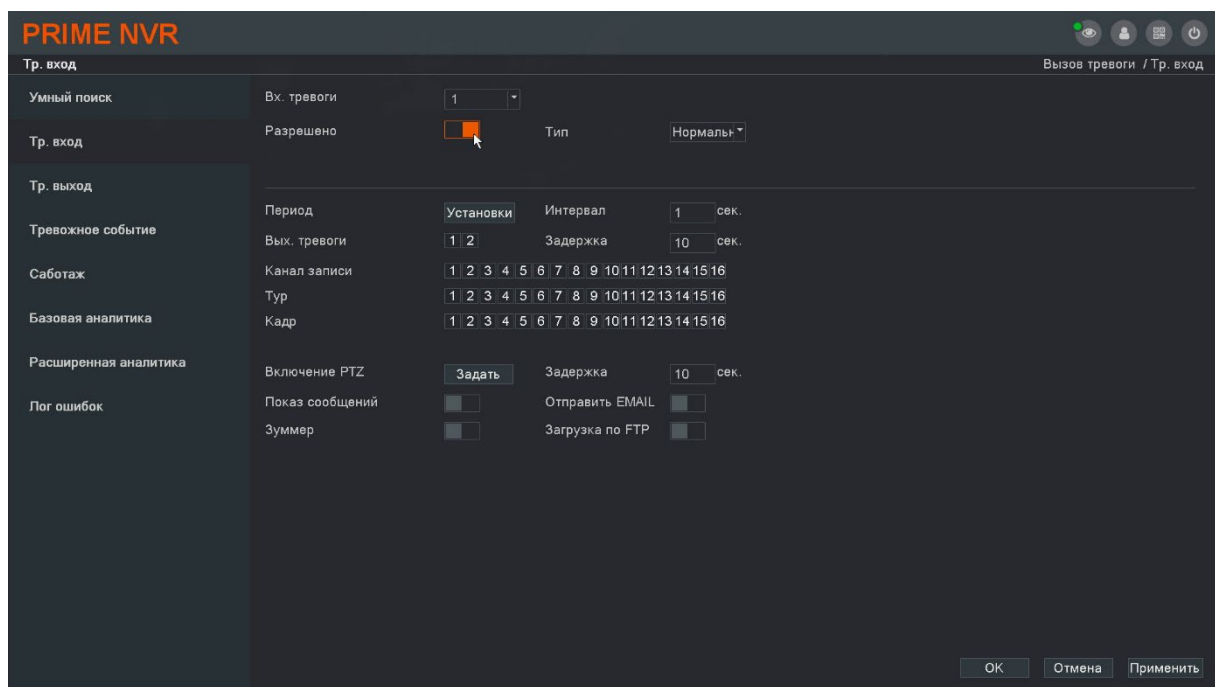 PRIME NVR
Тр. вход
Вызов тревоги / Тр. вход
Умный поиск
Тр. вход
Тр. выход
Тревожное событие
Саботаж
Базовая аналитика
Расширенная аналитика
Лог ошибок
Вх. тревоги 1
Разрешено Тип Нормальн
Период Установки Интервал 1 сек.
Вых. тревоги 1 2 Задержка 10 сек.
Канал записи 1 2 3 4 5 6 7 8 9 10 11 12 13 14 15 16
Тур 1 2 3 4 5 6 7 8 9 10 11 12 13 14 15 16
Кадр 1 2 3 4 5 6 7 8 9 10 11 12 13 14 15 16
Включение PTZ Задать Задержка 10 сек.
Показ сообщений Отправить EMAIL
Зуммер Загрузка по FTP
OK Отмена Применить